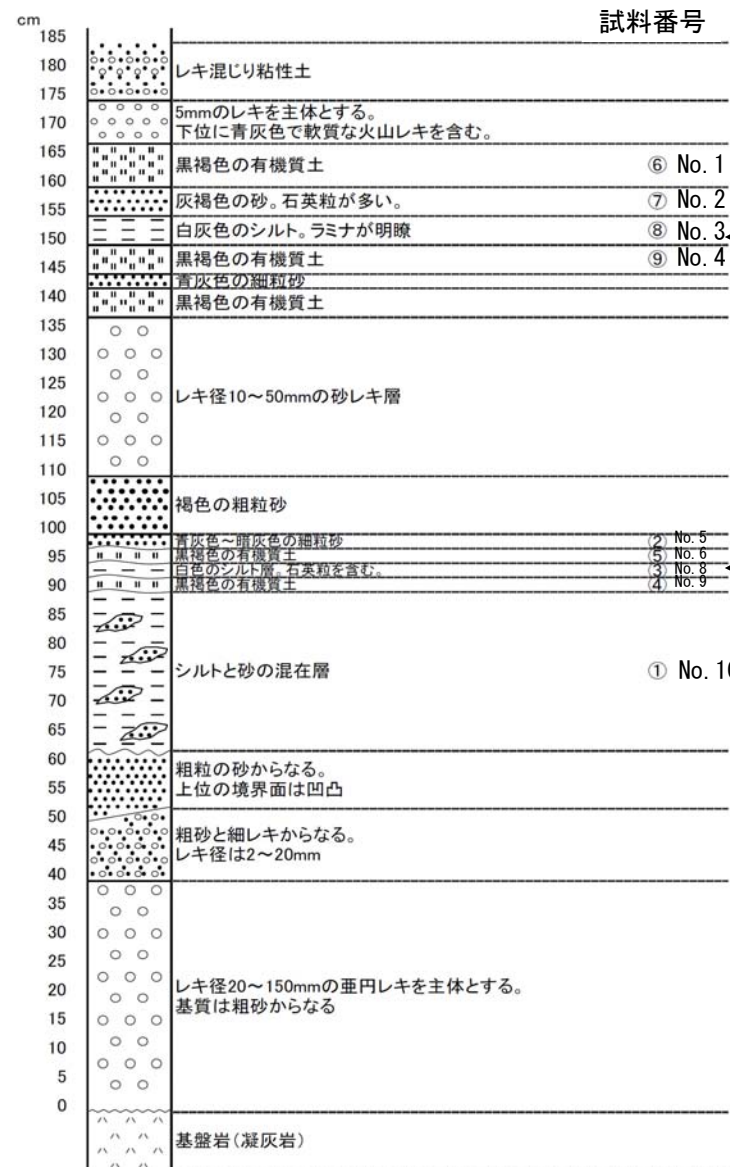 試料番号
cm
185
180
レキ混じり粘性土
175
5mmのレキを主体とする。
170
下位に青灰色で軟質な火山レキを含む。
165
黒褐色の有機質土 ⑥ No. 1
160
灰褐色の砂。石英粒が多い。 ⑦ No. 2
155
白灰色のシルト。ラミナが明瞭 ⑧ No. 3
150
黒褐色の有機質土 ⑨ No. 4
145
青灰色の細粒砂
140
黒褐色の有機質土
135
130
125
レキ径10～50mmの砂レキ層
120
115
110
105
褐色の粗粒砂
100
青灰色～暗灰色の細粒砂 ② No. 5
95
黒褐色の有機質土 ⑤ No. 6
白色のシルト層。石英粒を含む。 ③ No. 8
90
黒褐色の有機質土 ④ No. 9
85
80
75
シルトと砂の混在層 ① No. 10
70
65
60
粗粒の砂からなる。
55
上位の境界面は凹凸
50
粗砂と細レキからなる。
45
レキ径は2～20mm
40
35
30
25
20
レキ径20～150mmの亜円レキを主体とする。
基質は粗砂からなる
15
10
5
0
基盤岩（凝灰岩）